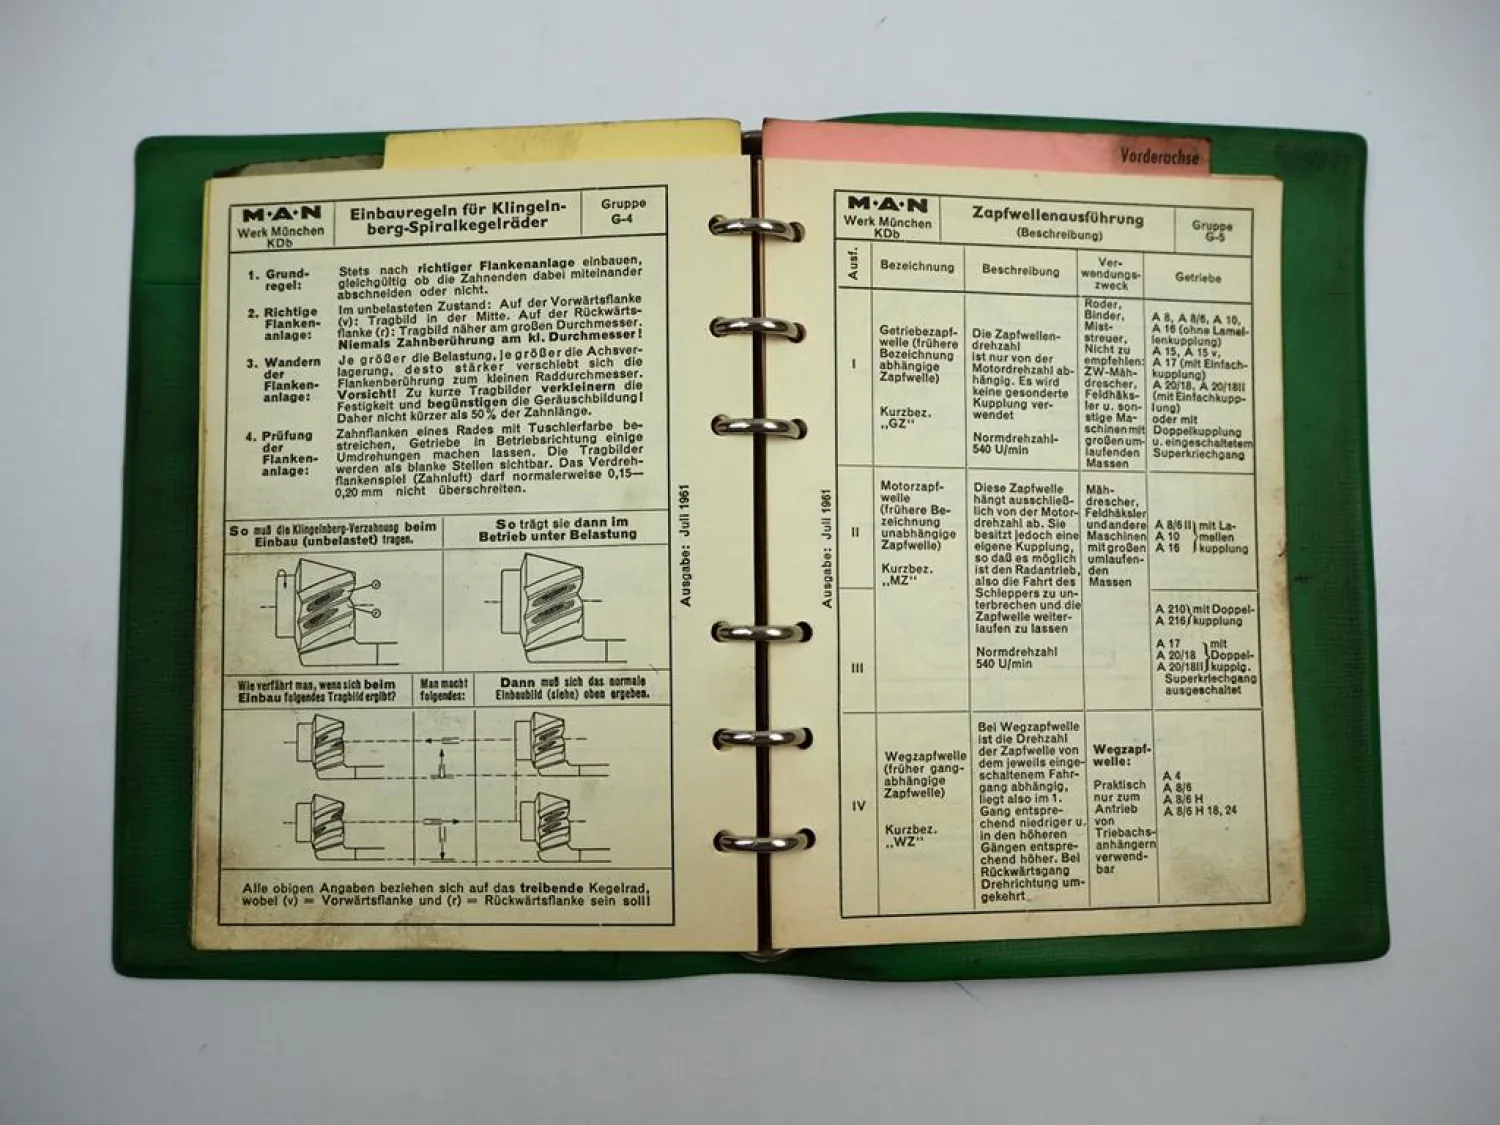 M·A·N
Werk München
KDb
Einbauregeln für Klingeln-
berg-Spiralkegelräder
Gruppe
G-4
1. Grund-
regel:
Stets nach richtiger Flankenanlage einbauen,
gleichgültig ob die Zahnenden dabei miteinander
abschneiden oder nicht.
2. Richtige
Flanken-
anlage:
Im unbelasteten Zustand: Auf der Vorwärtsflanke
(v): Tragbild in der Mitte. Auf der Rückwärts-
flanke (r): Tragbild näher am großen Durchmesser.
Niemals Zahnberührung am kl. Durchmesser!
3. Wandern
der
Flanken-
anlage:
Je größer die Belastung, je größer die Achsver-
lagerung, desto stärker verschiebt sich die
Flankenberührung zum kleinen Raddurchmesser.
Vorsicht! Zu kurze Tragbilder verkleinern die
Festigkeit und begünstigen die Geräuschbildung!
Daher nicht kürzer als 50% der Zahnlänge.
4. Prüfung
der
Flanken-
anlage:
Zahnflanken eines Rades mit Tuschierfarbe be-
streichen, Getriebe in Betriebsrichtung einige
Umdrehungen machen lassen. Die Tragbilder
werden als blanke Stellen sichtbar. Das Verdreh-
flankenspiel (Zahnluft) darf normalerweise 0,15—
0,20 mm nicht überschreiten.
So muß die Klingelnberg-Verzahnung beim
Einbau (unbelastet) tragen.
So trägt sie dann im
Betrieb unter Belastung
v
r
Wie verfährt man, wenn sich beim
Einbau folgendes Tragbild ergibt?
Man macht
folgendes:
Dann muß sich das normale
Einbaubild (siehe) oben ergeben.
Alle obigen Angaben beziehen sich auf das treibende Kegelrad,
wobei (v) = Vorwärtsflanke und (r) = Rückwärtsflanke sein soll!
Ausgabe: Juli 1961
Vorderachse
M·A·N
Werk München
KDb
Zapfwellenausführung
(Beschreibung)
Gruppe
G-5
Ausf.
Bezeichnung
Beschreibung
Ver-
wendungs-
zweck
Getriebe
I
Getriebezapf-
welle (frühere
Bezeichnung
abhängige
Zapfwelle)
Kurzbez.
„GZ“
Die Zapfwellen-
drehzahl
ist nur von der
Motordrehzahl ab-
hängig. Es wird
keine gesonderte
Kupplung ver-
wendet
Normdrehzahl-
540 U/min
Roder,
Binder,
Mist-
streuer,
Nicht zu
empfehlen:
ZW-Mäh-
drescher,
Feldhäks-
ler u. son-
stige Ma-
schinen mit
großen um-
laufenden
Massen
A 8, A 8/6, A 10,
A 16 (ohne Lamel-
lenkupplung)
A 15, A 15 v,
A 17 (mit Einfach-
kupplung)
A 20/18, A 20/18II
(mit Einfachkupp-
lung)
oder mit
Doppelkupplung
u. eingeschaltetem
Superkriechgang
II
Motorzapf-
welle
(frühere Be-
zeichnung
unabhängige
Zapfwelle)
Kurzbez.
„MZ“
Diese Zapfwelle
hängt ausschließ-
lich von der Motor-
drehzahl ab. Sie
besitzt jedoch eine
eigene Kupplung,
so daß es möglich
ist den Radantrieb,
also die Fahrt des
Schleppers zu un-
terbrechen und die
Zapfwelle weiter-
laufen zu lassen
Normdrehzahl
540 U/min
Mäh-
drescher,
Feldhäksler
und andere
Maschinen
mit großen
umlaufen-
den
Massen
A 8/6 II mit La-
A 10 mellen
A 16 kupplung
III
A 210 mit Doppel-
A 216 kupplung
A 17 mit
A 20/18 Doppel-
A 20/18II kupplg.
Superkriechgang
ausgeschaltet
IV
Wegzapfwelle
(früher gang-
abhängige
Zapfwelle)
Kurzbez.
„WZ“
Bei Wegzapfwelle
ist die Drehzahl
der Zapfwelle von
dem jeweils einge-
schaltenem Fahr-
gang abhängig,
liegt also im 1.
Gang entspre-
chend niedriger u.
in den höheren
Gängen entspre-
chend höher. Bei
Rückwärtsgang
Drehrichtung um-
gekehrt.
Wegzapf-
welle:
Praktisch
nur zum
Antrieb
von
Triebachs-
anhängern
verwend-
bar
A 4
A 8/6
A 8/6 H
A 8/6 H 18, 24
Ausgabe: Juli 1961